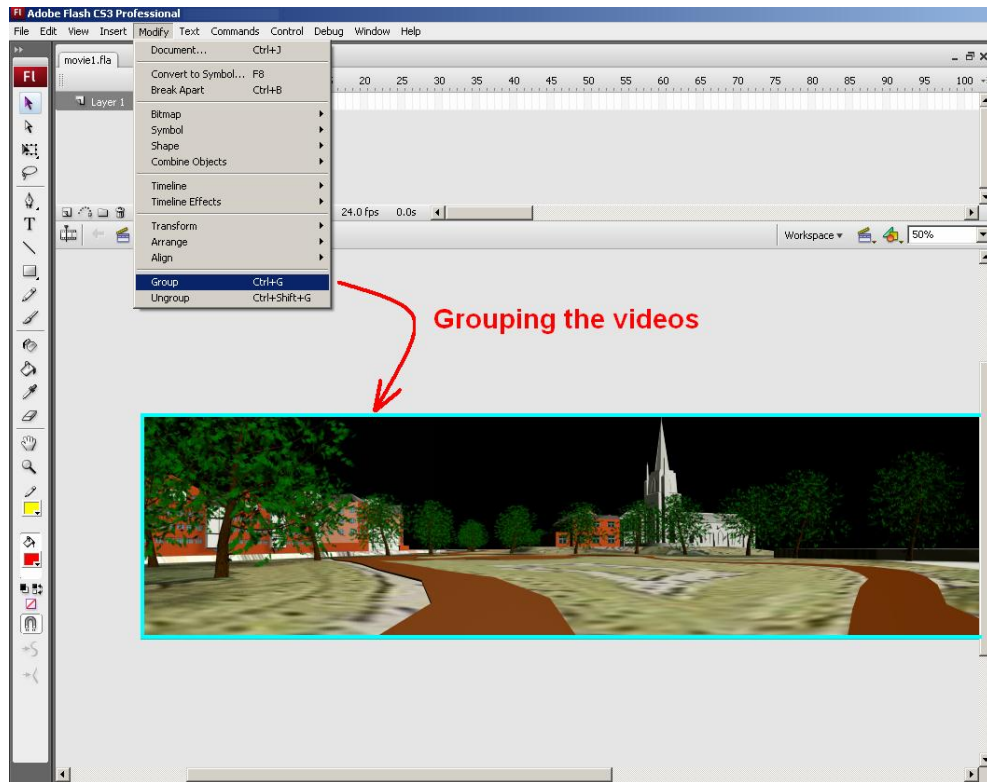 Fl Adobe Flash CS3 Professional
File Edit View Insert Modify Text Commands Control Debug Window Help
movie1.fla
Document... Ctrl+J
Convert to Symbol... F8
Break Apart Ctrl+B
Bitmap
Symbol
Shape
Combine Objects
Timeline
Timeline Effects
Transform
Arrange
Align
Group Ctrl+G
Ungroup Ctrl+Shift+G
Fl
20 25 30 35 40 45 50 55 60 65 70 75 80 85 90 95 100
Layer 1
24.0 fps 0.0s
T
Workspace 50%
Grouping the videos